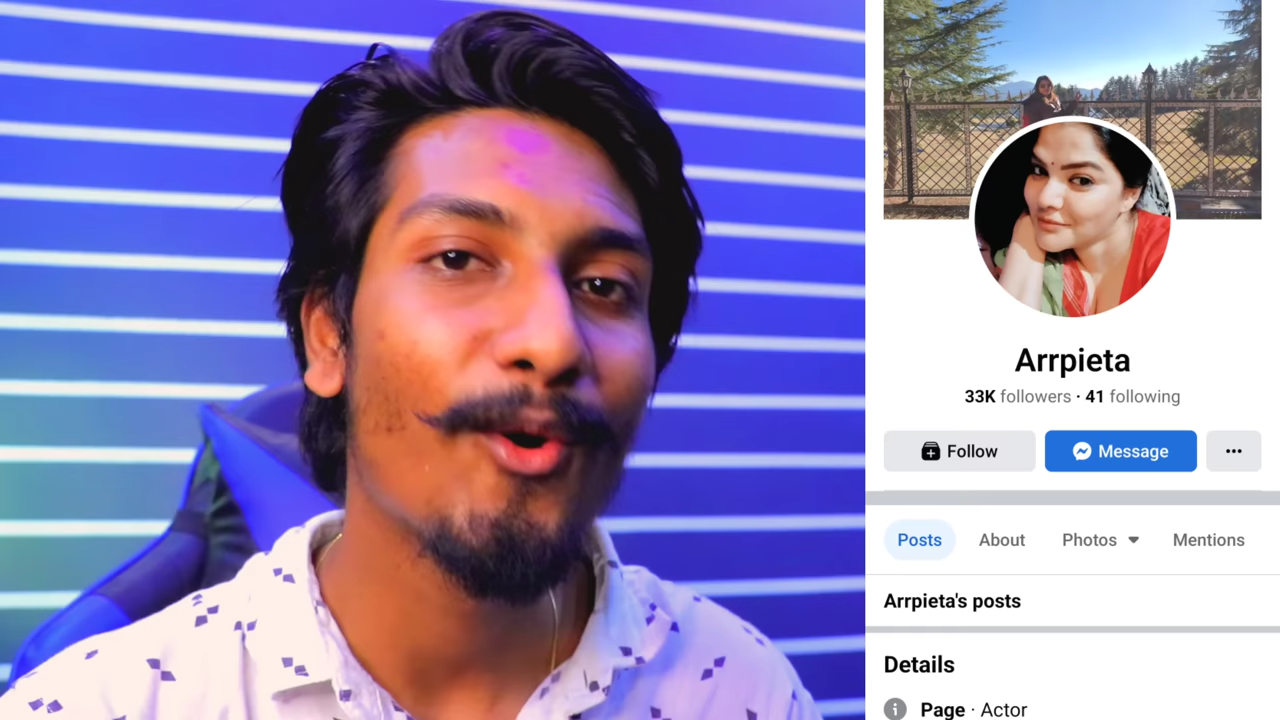 Arrpieta
33K followers · 41 following
Follow
Message
Posts
About
Photos
Mentions
Arrpieta's posts
Details
Page · Actor